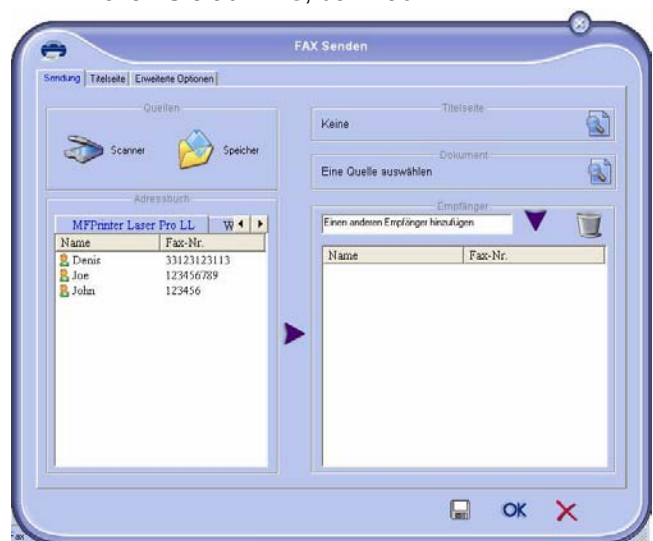 FAX Senden
Sendung Titelseite Erweiterte Optionen
Quellen
Scanner Speicher
Adressbuch
MFPrinter Laser Pro LL W
Name Fax-Nr.
Denis 33123123113
Joe 123456789
John 123456
Titelseite
Keine
Dokument
Eine Quelle auswählen
Empfänger
Einen anderen Empfänger hinzufügen
Name Fax-Nr.
OK